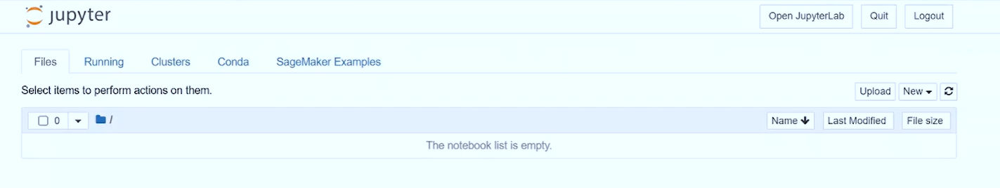 jupyter Open JupyterLab Quit Logout
Files Running Clusters Conda SageMaker Examples
Select items to perform actions on them. Upload New
0 / Name Last Modified File size
The notebook list is empty.